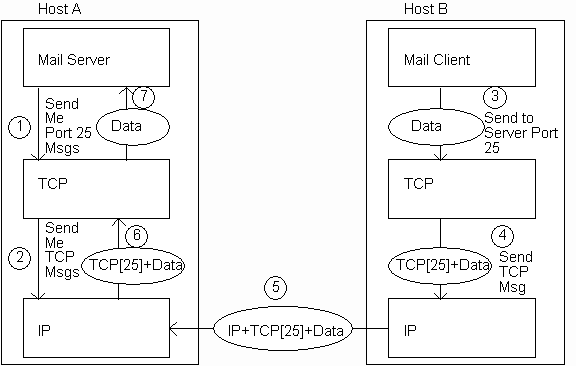 Host A
Host B
Mail Server
Mail Client
7
3
1
Send
Me
Port 25
Msgs
Data
Data
Send to
Server Port
25
TCP
TCP
2
Send
Me
TCP
Msgs
6
TCP[25]+Data
TCP[25]+Data
4
Send
TCP
Msg
5
IP
IP+TCP[25]+Data
IP